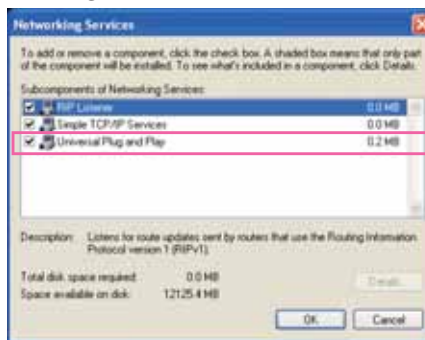 Networking Services
To add or remove a component, click the check box. A shaded box means that only part
of the component will be installed. To see what's included in a component, click Details.
Subcomponents of Networking Services:
RIP Listener 0.0 MB
Simple TCP/IP Services 0.0 MB
Universal Plug and Play 0.2 MB
Description: Listens for route updates sent by routers that use the Routing Information
Protocol version 1 (RIPv1).
Total disk space required: 0.0 MB
Details...
Space available on disk: 12125.4 MB
OK
Cancel